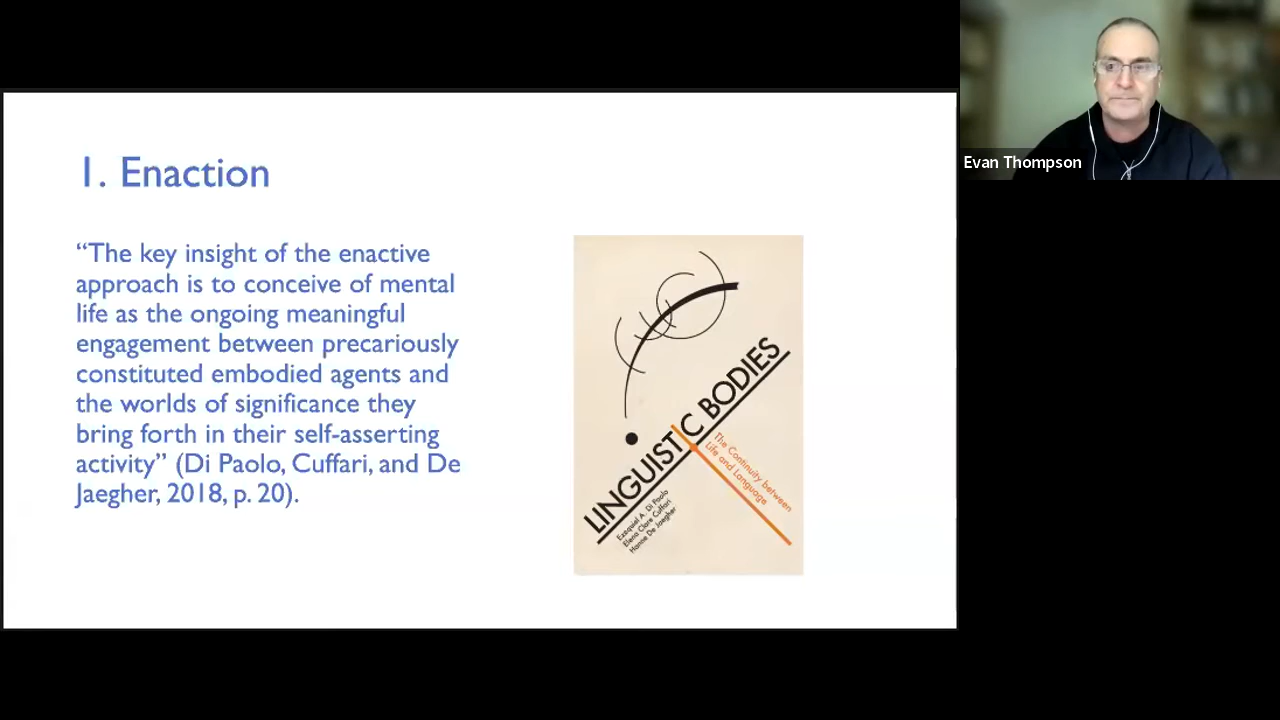 1. Enaction
“The key insight of the enactive
approach is to conceive of mental
life as the ongoing meaningful
engagement between precariously
constituted embodied agents and
the worlds of significance they
bring forth in their self-asserting
activity” (Di Paolo, Cuffari, and De
Jaegher, 2018, p. 20).
LINGUISTIC BODIES
The Continuity between
Life and Language
Ezequiel A. Di Paolo
Elena Clare Cuffari
Hanne De Jaegher
Evan Thompson